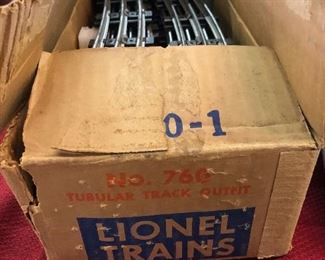 0-1
No. 760
TUBULAR TRACK OUTFIT
LIONEL
TRAINS